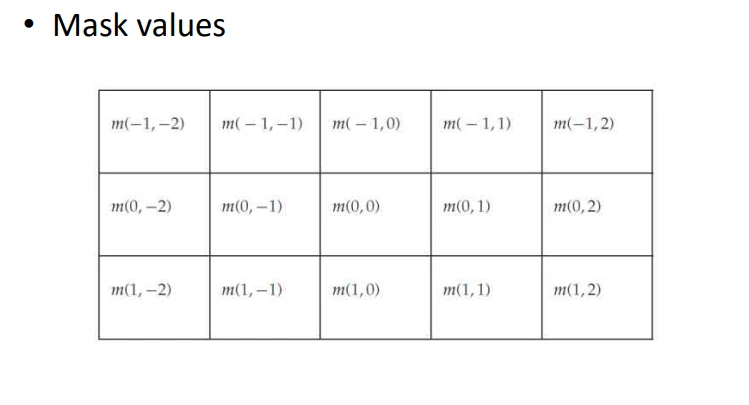 • Mask values
m(−1,−2) m(−1,−1) m(−1,0) m(−1,1) m(−1,2)
m(0,−2) m(0,−1) m(0,0) m(0,1) m(0,2)
m(1,−2) m(1,−1) m(1,0) m(1,1) m(1,2)